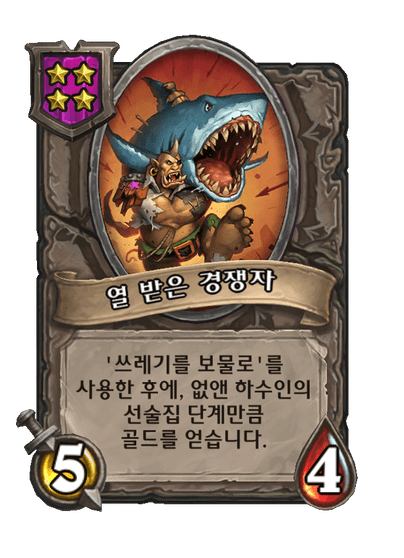 열 받은 경쟁자
'쓰레기를 보물로'를
사용한 후에, 없앤 하수인의
선술집 단계만큼
골드를 얻습니다.
5
4